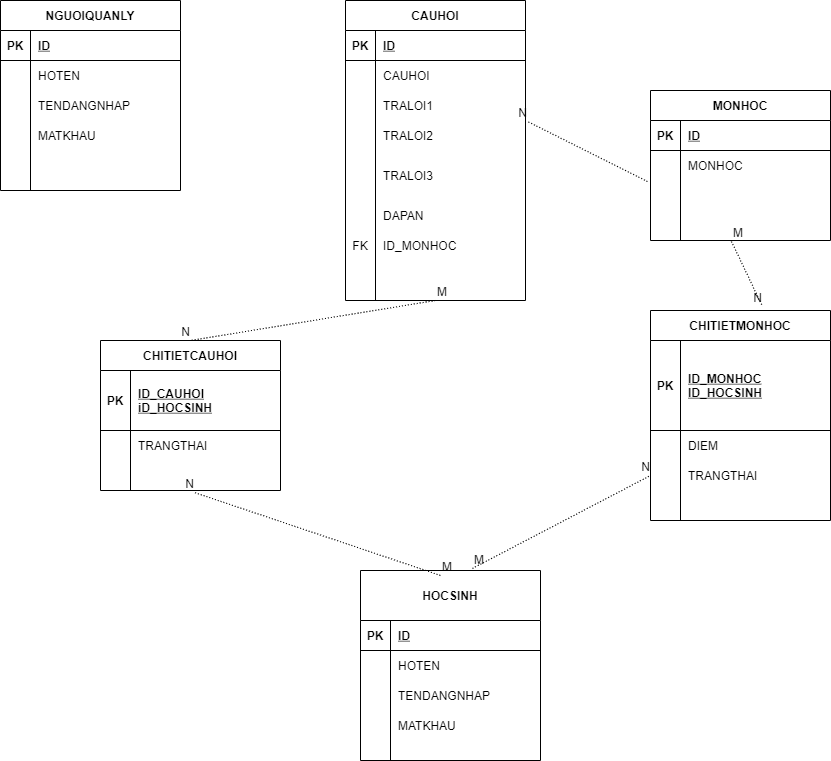 NGUOIQUANLY
PK ID
HOTEN
TENDANGNHAP
MATKHAU
CAUHOI
PK ID
CAUHOI
TRALOI1
TRALOI2
TRALOI3
DAPAN
FK ID_MONHOC
N
M
MONHOC
PK ID
MONHOC
M
N
CHITIETCAUHOI
PK ID_CAUHOI
iD_HOCSINH
TRANGTHAI
N
N
CHITIETMONHOC
PK ID_MONHOC
ID_HOCSINH
DIEM
TRANGTHAI
N
M
M
HOCSINH
PK ID
HOTEN
TENDANGNHAP
MATKHAU